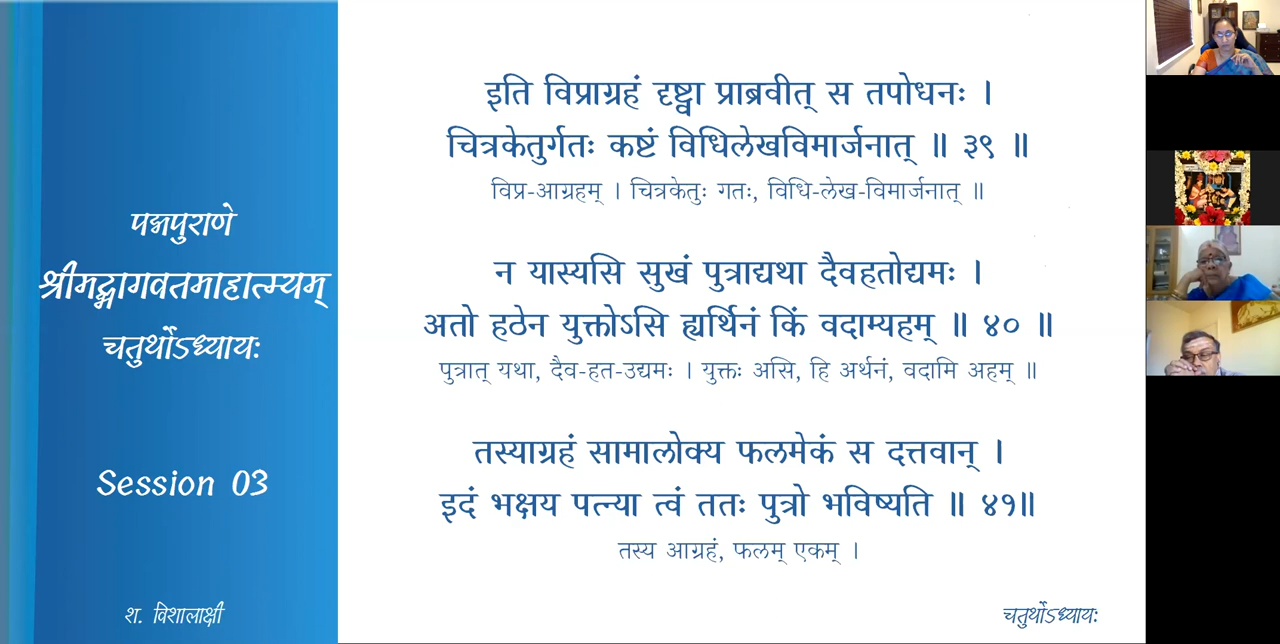 पद्मपुराणे
श्रीमद्भागवतमाहात्म्यम्
चतुर्थोऽध्यायः
Session 03
श. विशालाक्षी
इति विप्राग्रहं दृष्ट्वा प्राब्रवीत् स तपोधनः ।
चित्रकेतुर्गतः कष्टं विधिलेखविमार्जनात् ॥ ३९ ॥
विप्र-आग्रहम् । चित्रकेतुः गतः, विधि-लेख-विमार्जनात् ॥
न यास्यसि सुखं पुत्राद्यथा दैवहतोद्यमः ।
अतो हठेन युक्तोऽसि ह्यर्थिनं किं वदाम्यहम् ॥ ४० ॥
पुत्रात् यथा, दैव-हत-उद्यमः । युक्तः असि, हि अर्थनं, वदामि अहम् ॥
तस्याग्रहं सामालोक्य फलमेकं स दत्तवान् ।
इदं भक्षय पत्न्या त्वं ततः पुत्रो भविष्यति ॥ ४१॥
तस्य आग्रहं, फलम् एकम् ।
चतुर्थोऽध्यायः